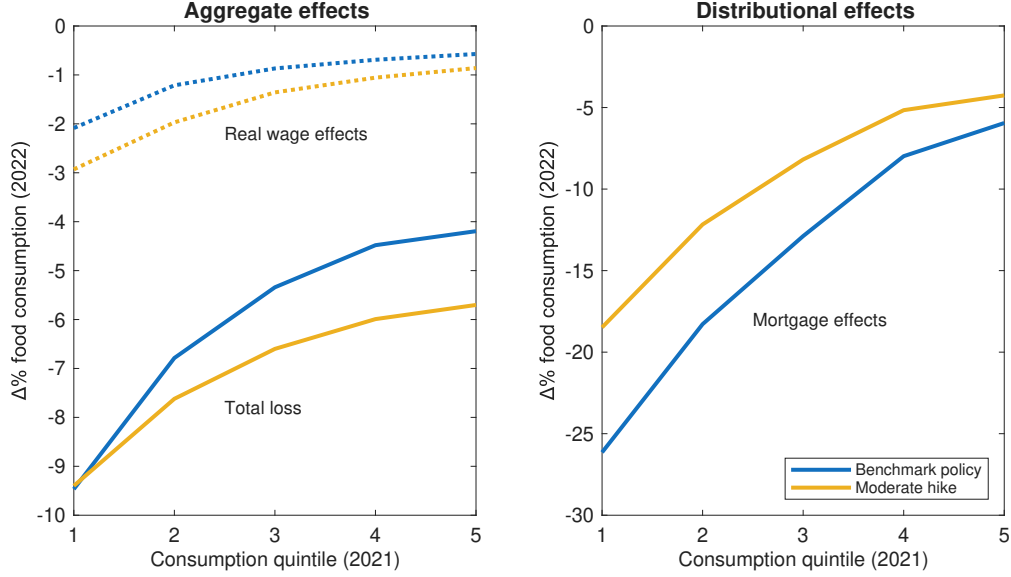 Aggregate effects
0
-1
-2
-3
-4
-5
-6
-7
-8
-9
-10
Δ% food consumption (2022)
Real wage effects
Total loss
1 2 3 4 5
Consumption quintile (2021)
Distributional effects
0
-5
-10
-15
-20
-25
-30
Δ% food consumption (2022)
Mortgage effects
Benchmark policy
Moderate hike
1 2 3 4 5
Consumption quintile (2021)